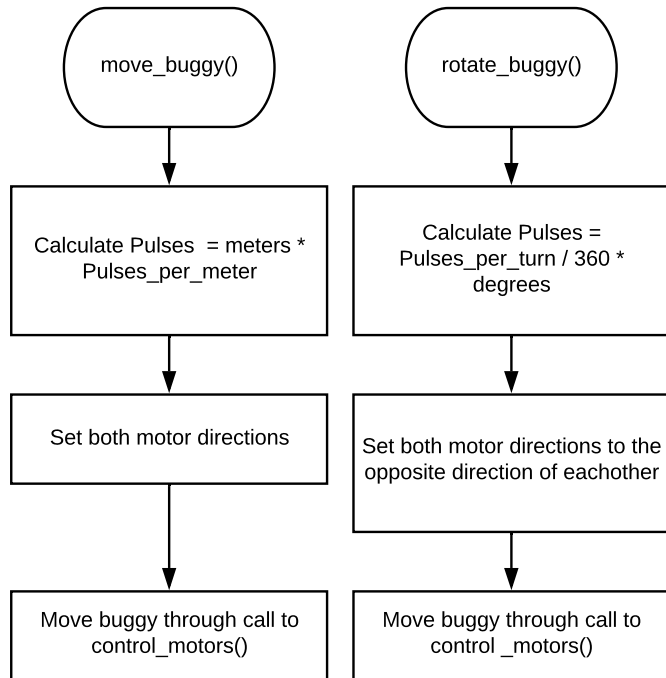 move_buggy()
Calculate Pulses  = meters *
Pulses_per_meter
Set both motor directions
Move buggy through call to
control_motors()
rotate_buggy()
Calculate Pulses =
Pulses_per_turn / 360 *
degrees
Set both motor directions to the
opposite direction of eachother
Move buggy through call to
control _motors()